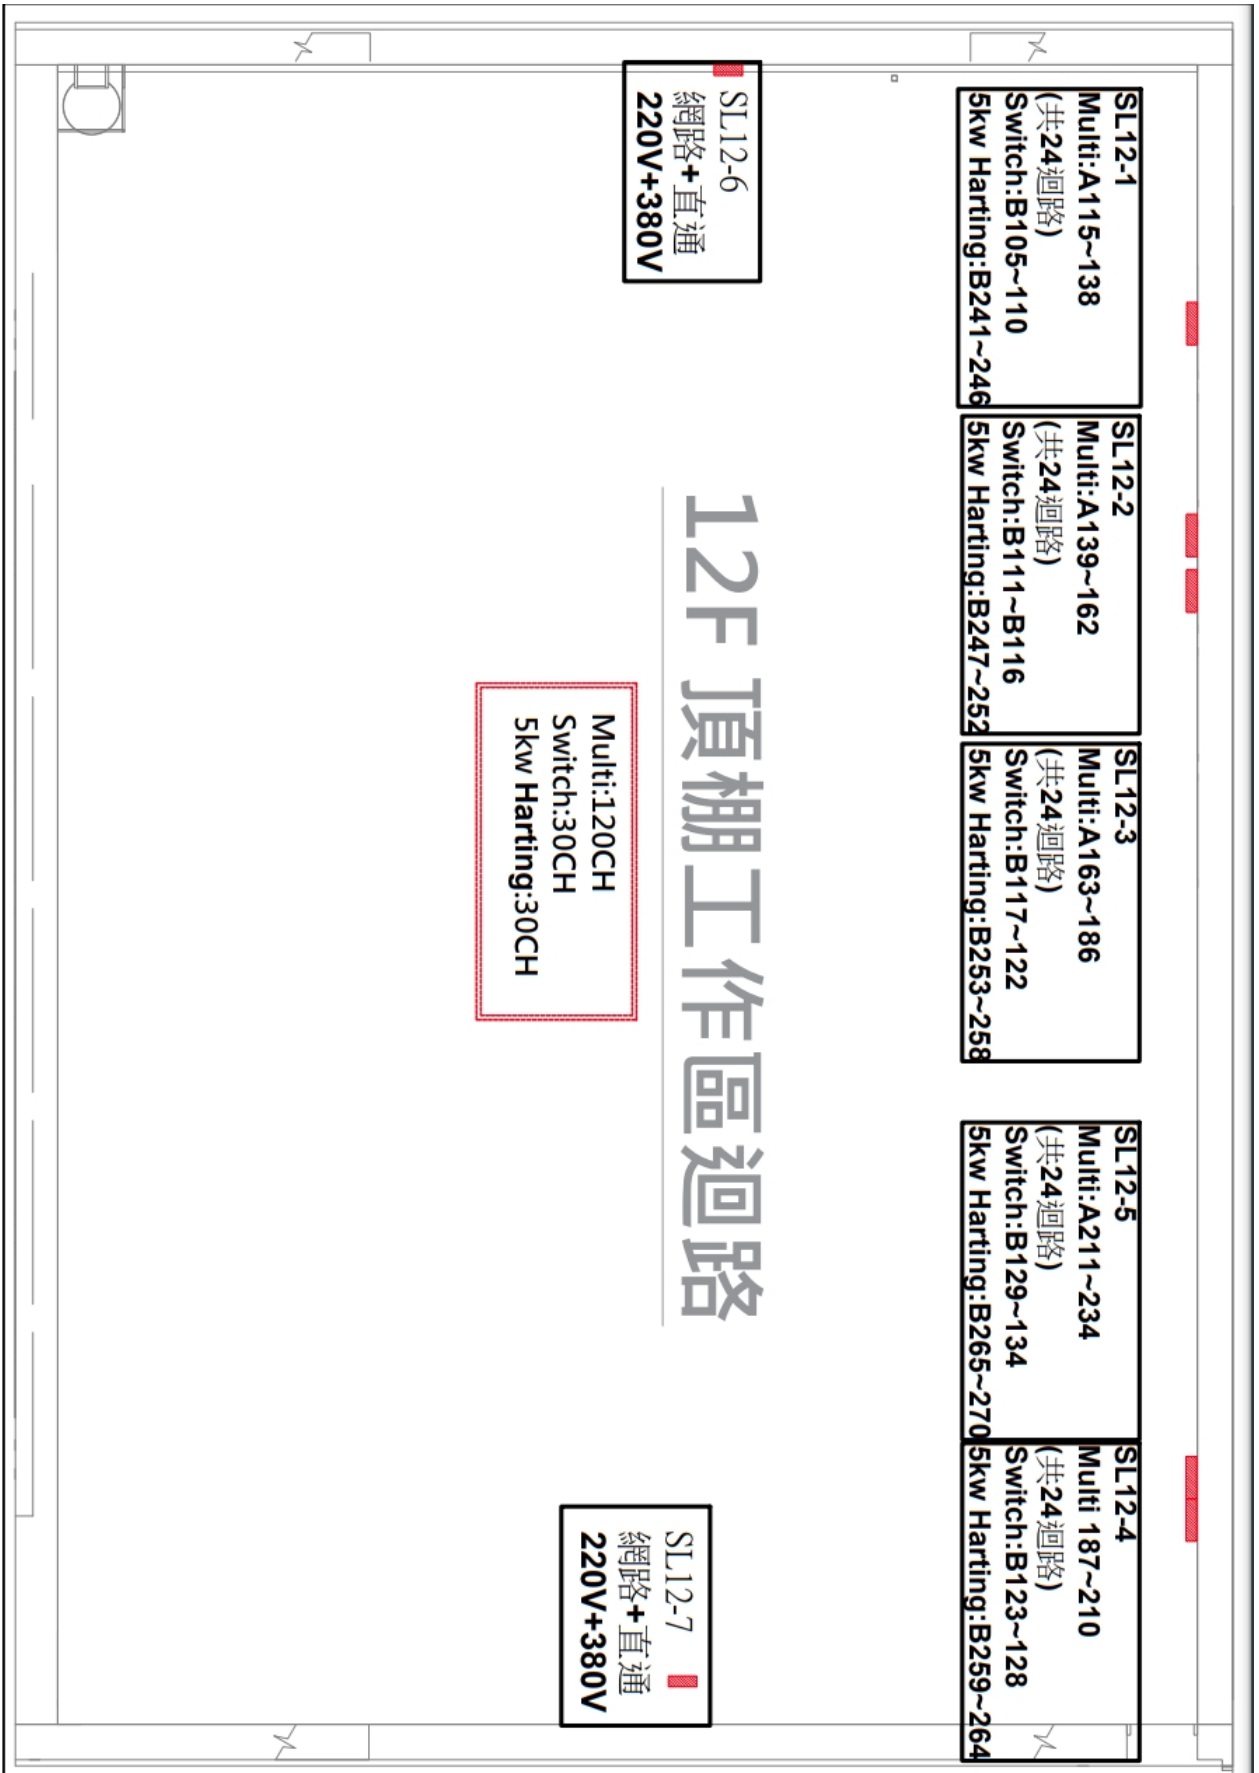 SL12-1
Multi:A115~138
(共24迴路)
Switch:B105~110
5kw Harting:B241~246
SL12-2
Multi:A139~162
(共24迴路)
Switch:B111~B116
5kw Harting:B247~252
SL12-3
Multi:A163~186
(共24迴路)
Switch:B117~122
5kw Harting:B253~258
SL12-5
Multi:A211~234
(共24迴路)
Switch:B129~134
5kw Harting:B265~270
SL12-4
Multi 187~210
(共24迴路)
Switch:B123~128
5kw Harting:B259~264
SL12-6
網路+直通
220V+380V
12F 頂棚工作區迴路
SL12-7
網路+直通
220V+380V
Multi:120CH
Switch:30CH
5kw Harting:30CH